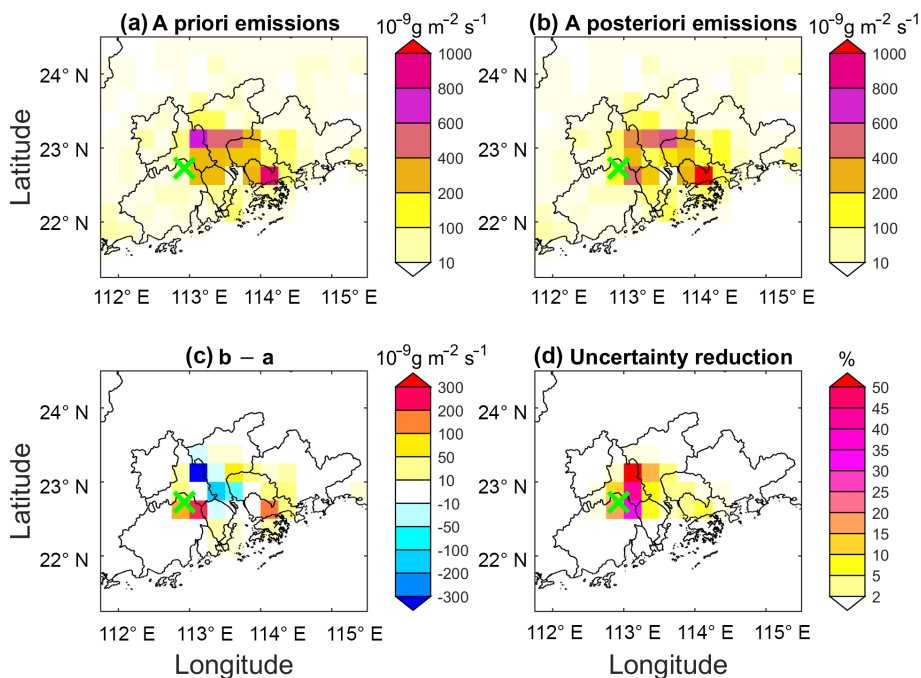 (a) A priori emissions
10⁻⁹g m⁻² s⁻¹
(b) A posteriori emissions
10⁻⁹g m⁻² s⁻¹
Latitude
24° N
23° N
22° N
112° E
113° E
114° E
115° E
1000
800
600
400
200
100
10
24° N
23° N
22° N
112° E
113° E
114° E
115° E
1000
800
600
400
200
100
10
(c) b − a
10⁻⁹g m⁻² s⁻¹
(d) Uncertainty reduction
%
Latitude
24° N
23° N
22° N
112° E
113° E
114° E
115° E
Longitude
300
200
100
50
10
-10
-50
-100
-200
-300
24° N
23° N
22° N
112° E
113° E
114° E
115° E
Longitude
50
45
40
35
30
25
20
15
10
5
2